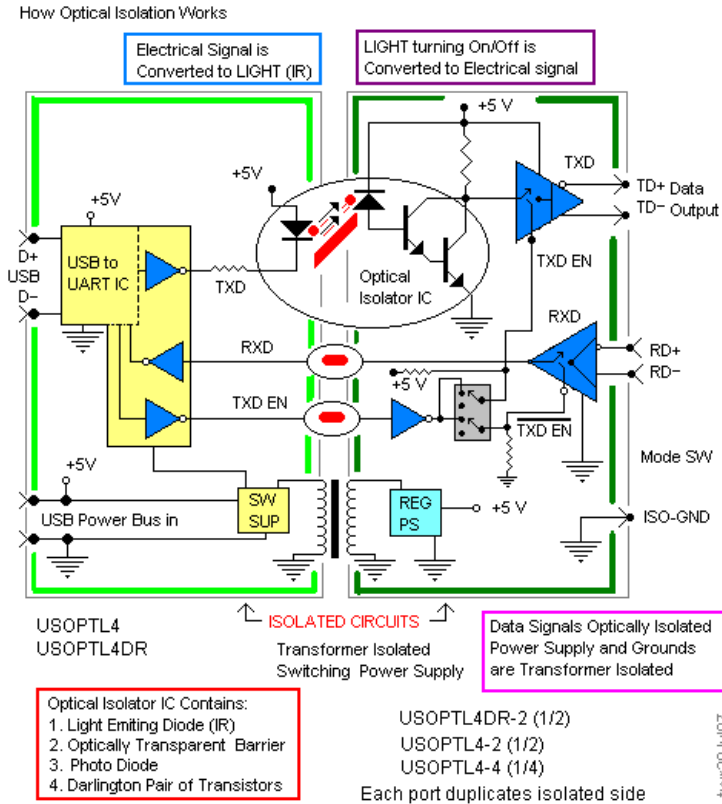 How Optical Isolation Works
Electrical Signal is
Converted to LIGHT (IR)
LIGHT turning On/Off is
Converted to Electrical signal
+5 V
+5V
+5V
TXD
TD+ Data
TD− Output
D+
USB
D−
USB to
UART IC
TXD
Optical
Isolator IC
TXD EN
RXD
RXD
RD+
RD−
+5 V
TXD EN
TXD EN
Mode SW
+5V
USB Power Bus in
SW
SUP
REG
PS
+5 V
ISO-GND
ISOLATED CIRCUITS
USOPTL4
USOPTL4DR
Transformer Isolated
Switching Power Supply
Data Signals Optically Isolated
Power Supply and Grounds
are Transformer Isolated
Optical Isolator IC Contains:
1. Light Emiting Diode (IR)
2. Optically Transparent Barrier
3. Photo Diode
4. Darlington Pair of Transistors
USOPTL4DR-2 (1/2)
USOPTL4-2 (1/2)
USOPTL4-4 (1/4)
Each port duplicates isolated side